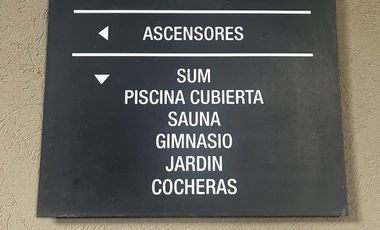 ASCENSORES
SUM
PISCINA CUBIERTA
SAUNA
GIMNASIO
JARDIN
COCHERAS